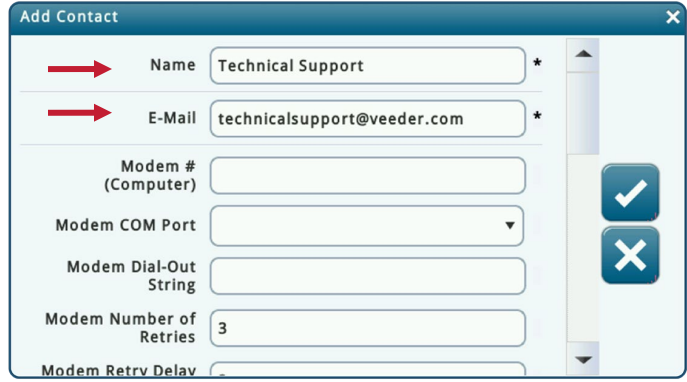 Add Contact
Name Technical Support *
E-Mail technicalsupport@veeder.com *
Modem #
(Computer)
Modem COM Port
Modem Dial-Out
String
Modem Number of
Retries 3
Modem Retry Delay